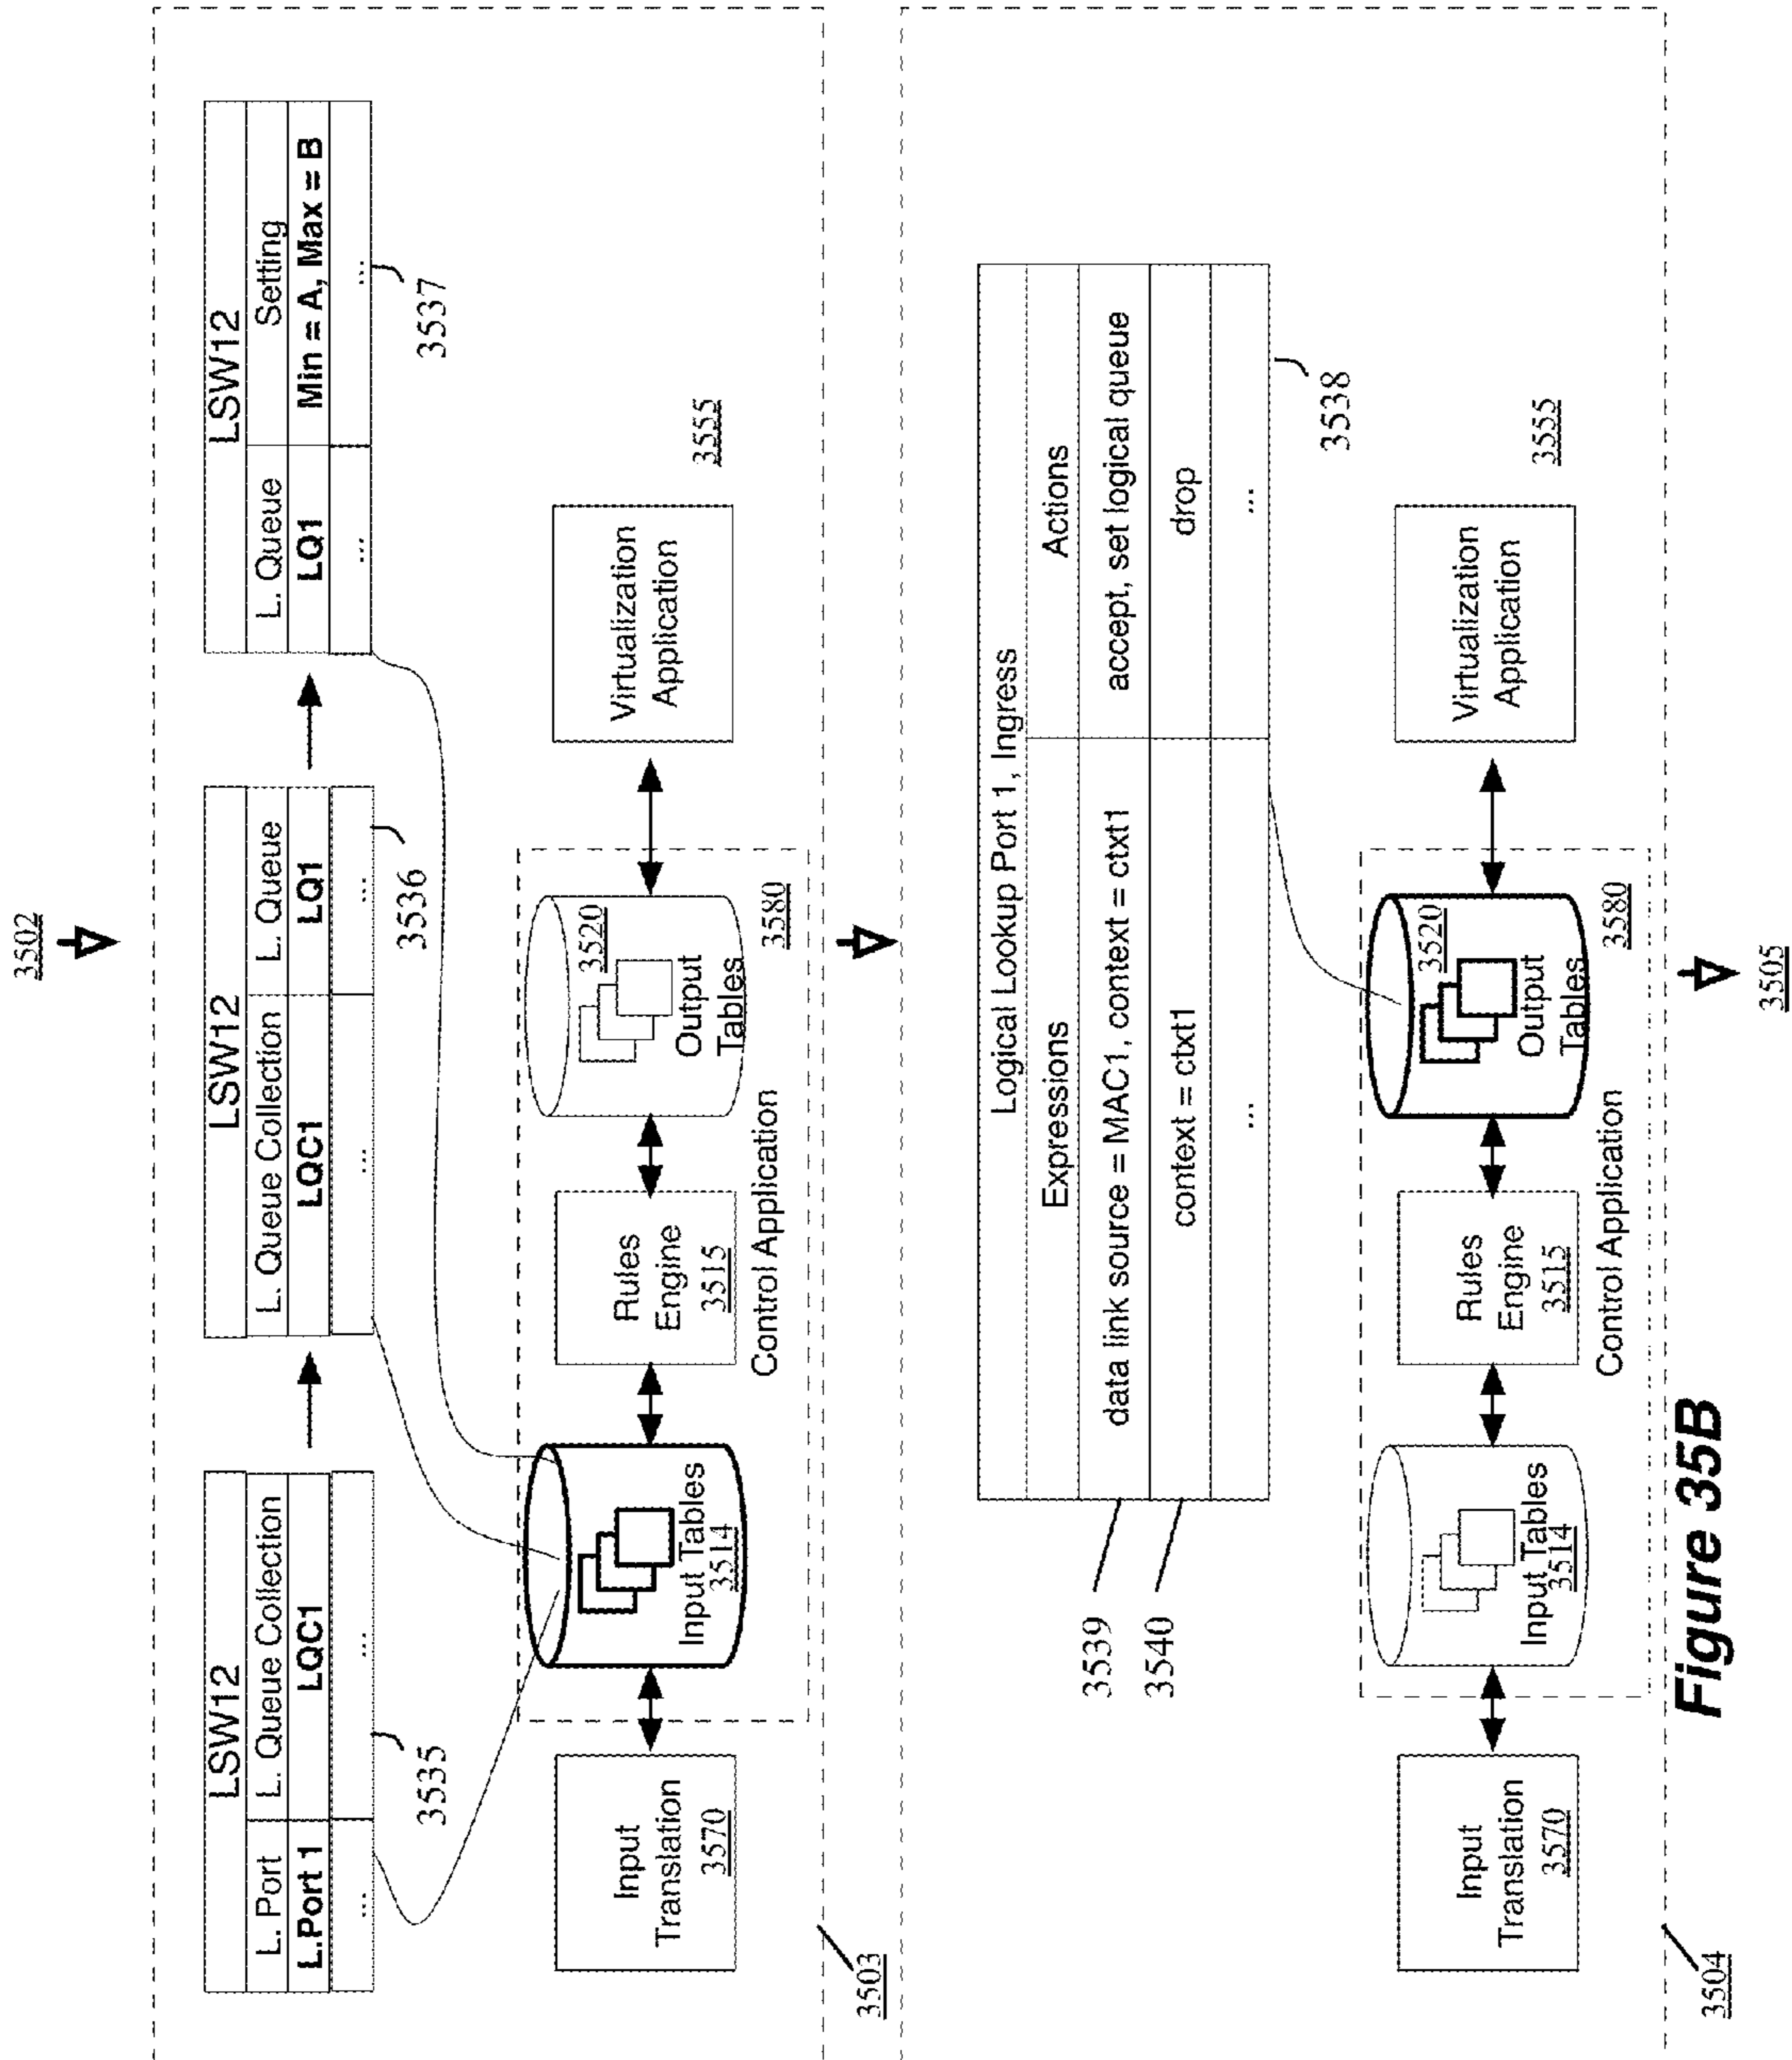 3502
LSW12
L. Port L. Queue Collection
L.Port 1 LQC1
... ...
3535
LSW12
L. Queue Collection L. Queue
LQC1 LQ1
... ...
3536
LSW12
L. Queue Setting
LQ1 Min = A, Max = B
... ...
3537
Input
Translation
3570
Input Tables
3514
Rules
Engine
3515
3520
Output
Tables
Control Application
3580
Virtualization
Application
3555
3503
Logical Lookup Port 1, Ingress
Expressions Actions
data link source = MAC1, context = ctxt1 accept, set logical queue
context = ctxt1 drop
... ...
3539
3540
3538
Input
Translation
3570
Input Tables
3514
Rules
Engine
3515
3520
Output
Tables
Control Application
3580
Virtualization
Application
3555
3504
3505
Figure 35B